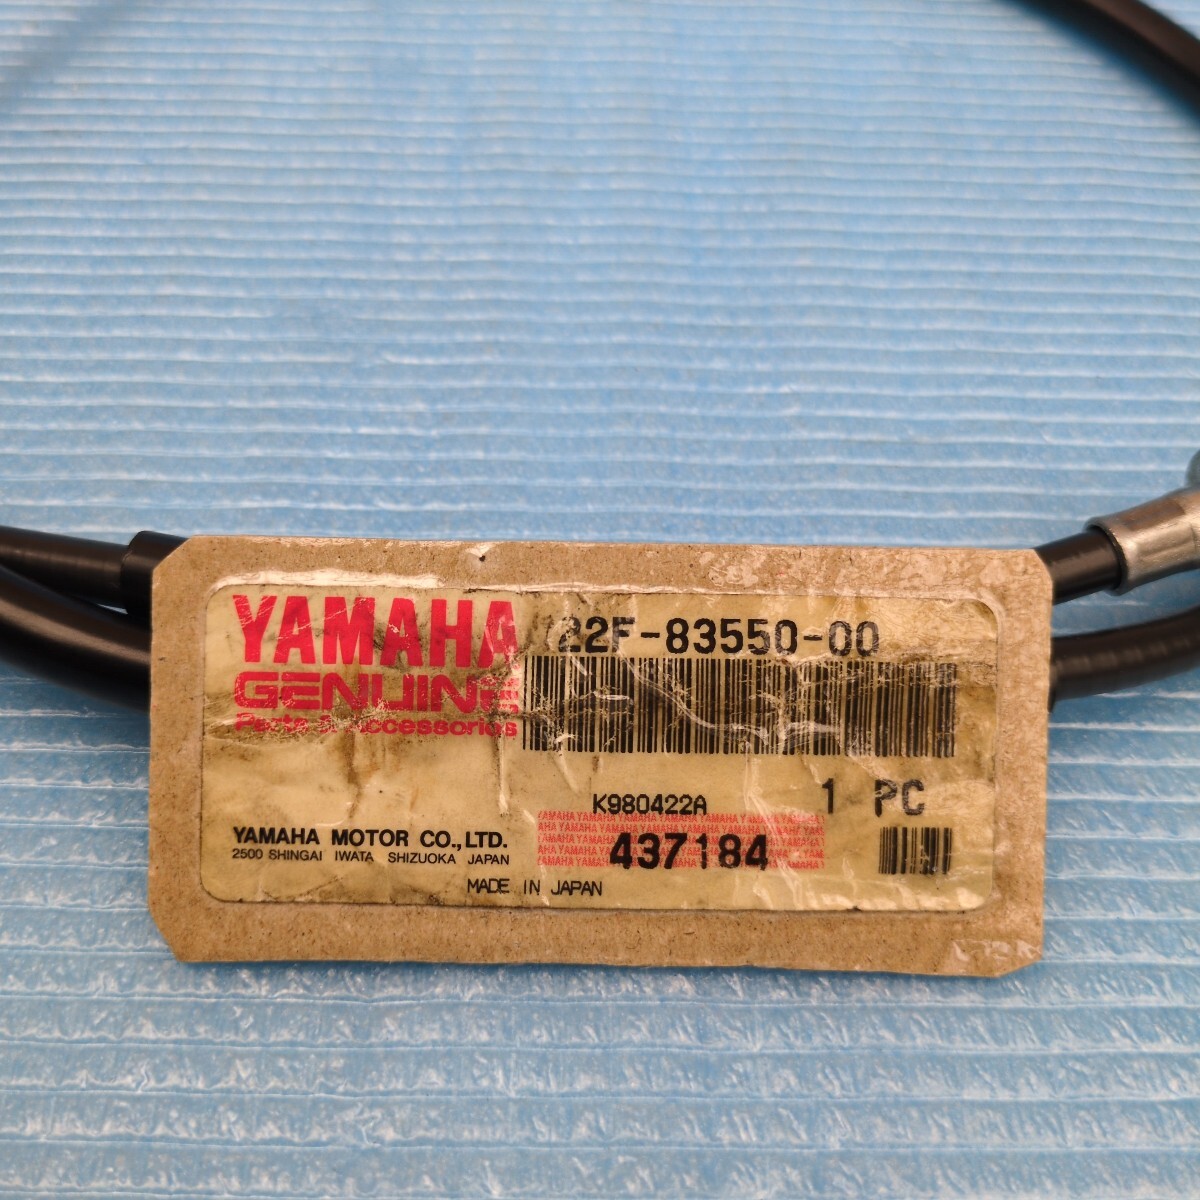 YAMAHA
GENUINE
Parts & Accessories
22F-83550-00
K980422A
1 PC
YAMAHA MOTOR CO.,LTD.
2500 SHINGAI IWATA SHIZUOKA JAPAN
437184
MADE IN JAPAN